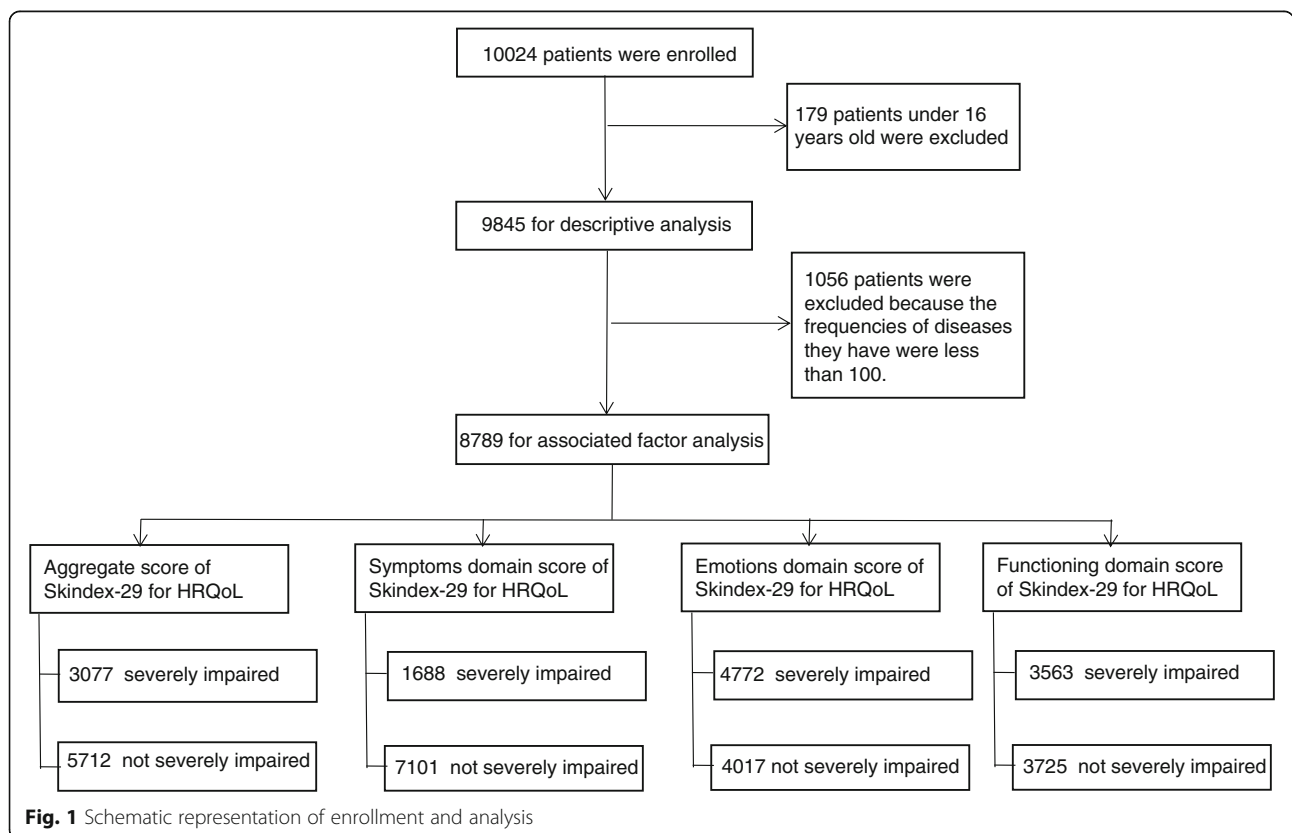 10024 patients were enrolled
179 patients under 16
years old were excluded
9845 for descriptive analysis
1056 patients were
excluded because the
frequencies of diseases
they have were less
than 100.
8789 for associated factor analysis
Aggregate score of
Skindex-29 for HRQoL
3077 severely impaired
5712 not severely impaired
Symptoms domain score of
Skindex-29 for HRQoL
1688 severely impaired
7101 not severely impaired
Emotions domain score of
Skindex-29 for HRQoL
4772 severely impaired
4017 not severely impaired
Functioning domain score
of Skindex-29 for HRQoL
3563 severely impaired
3725 not severely impaired
Fig. 1 Schematic representation of enrollment and analysis